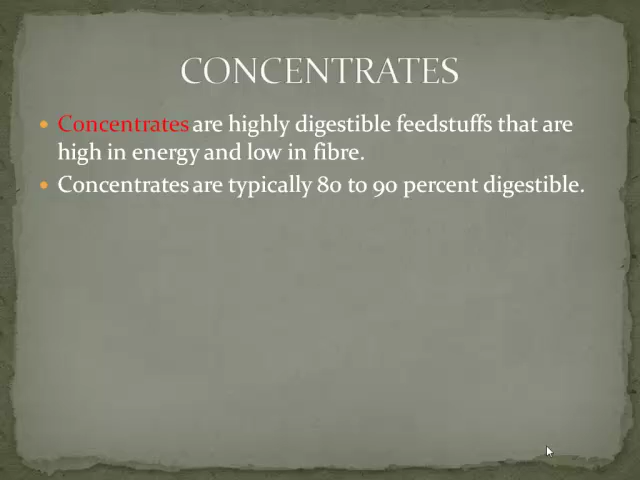 CONCENTRATES
• Concentrates are highly digestible feedstuffs that are
high in energy and low in fibre.
• Concentrates are typically 80 to 90 percent digestible.